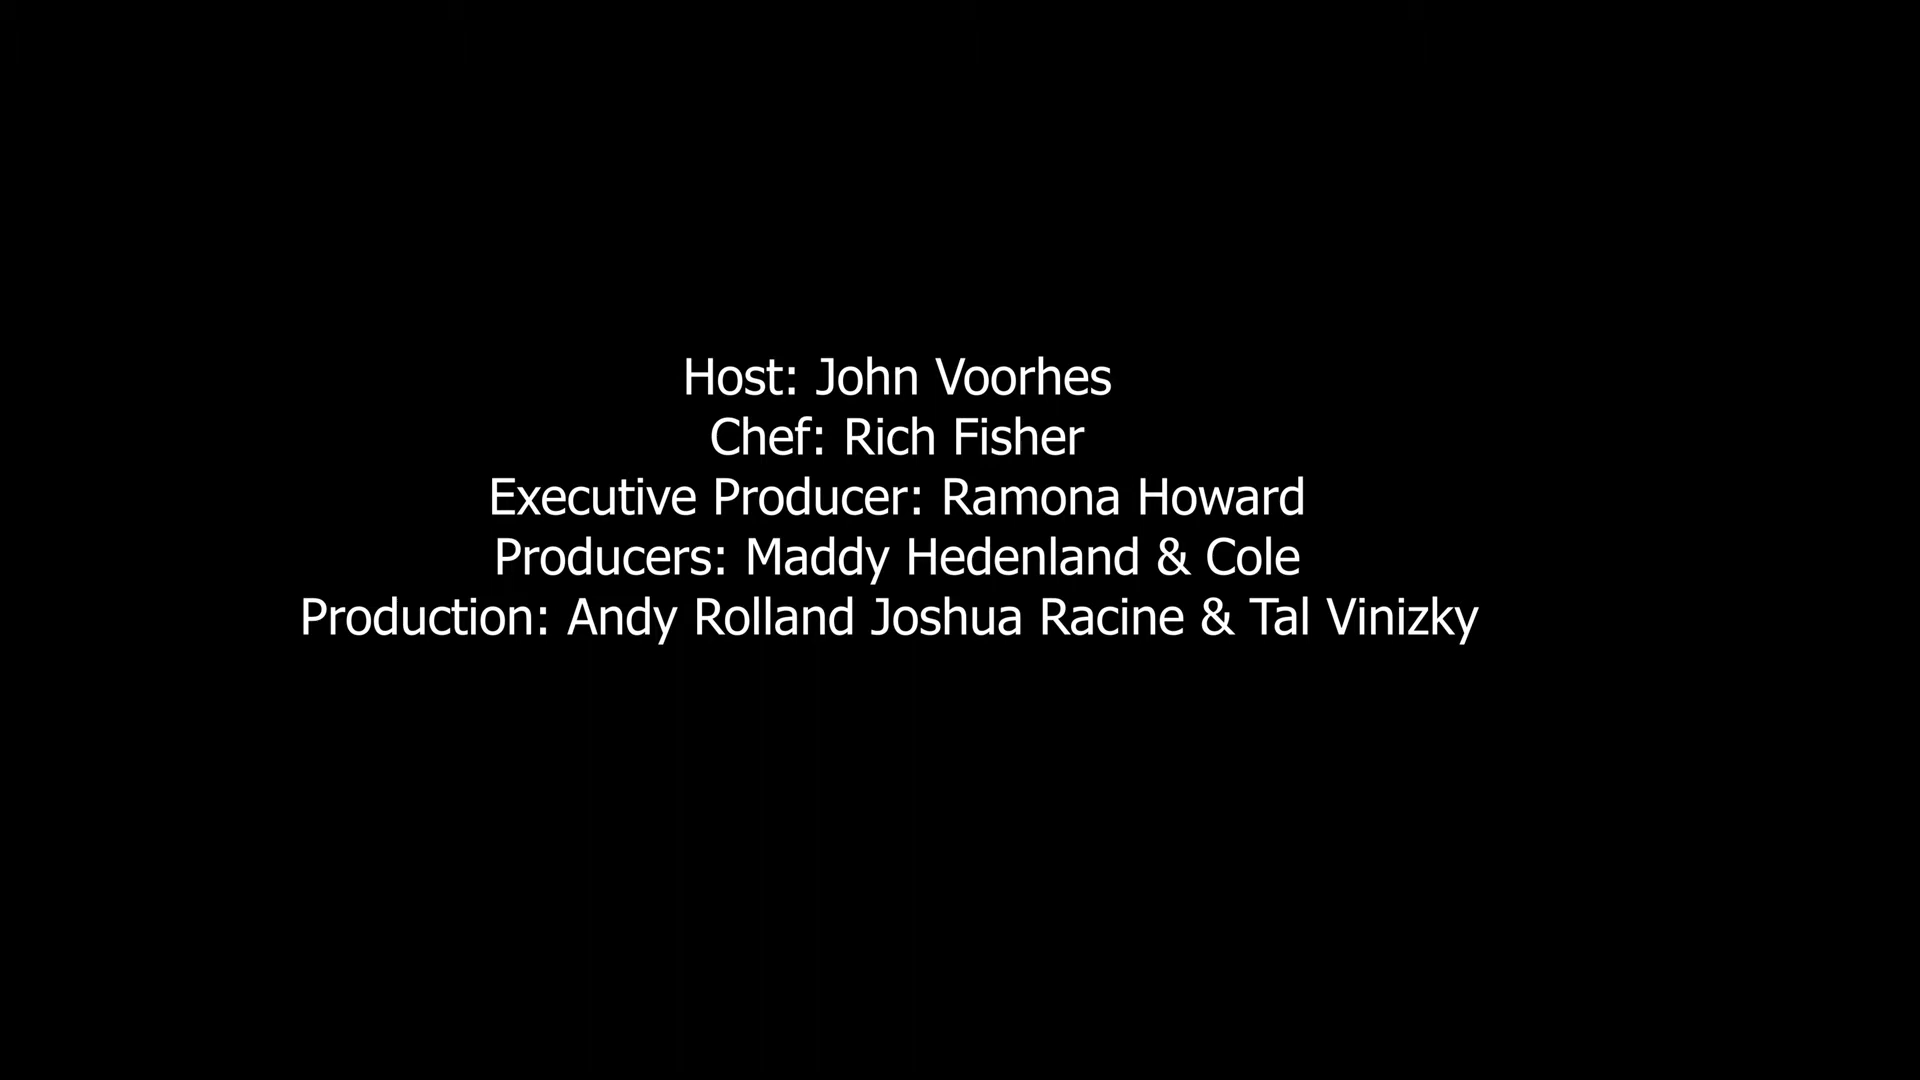 Host: John Voorhes
Chef: Rich Fisher
Executive Producer: Ramona Howard
Producers: Maddy Hedenland & Cole
Production: Andy Rolland Joshua Racine & Tal Vinizky